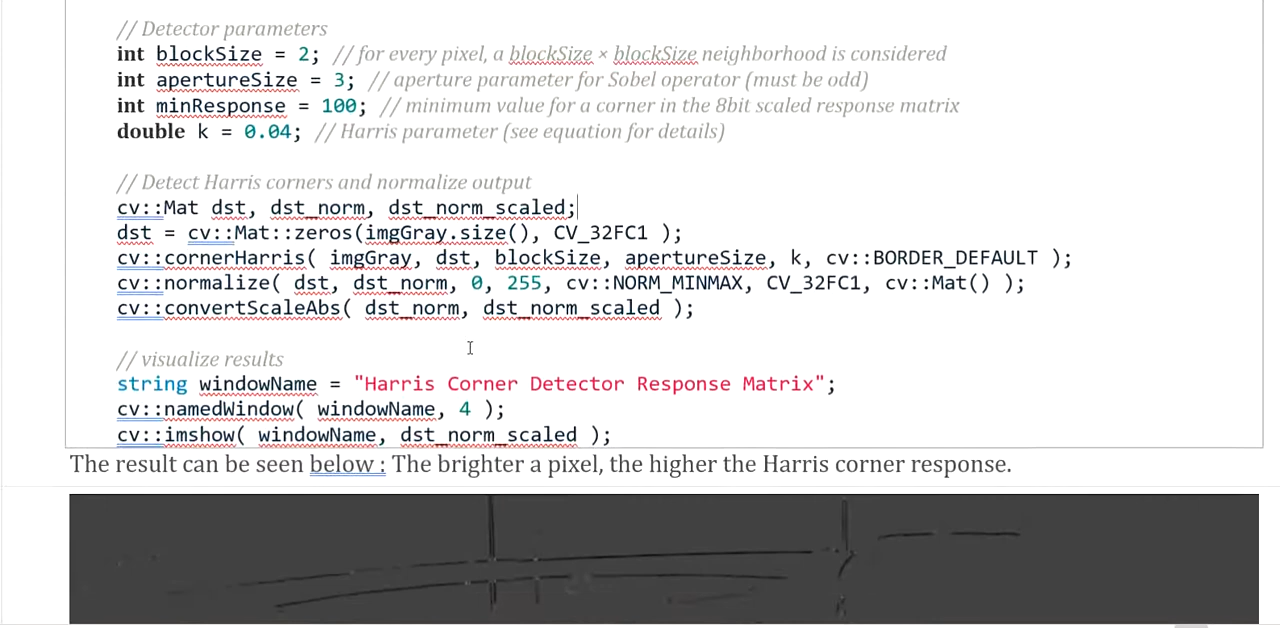 // Detector parameters
int blockSize = 2; // for every pixel, a blockSize × blockSize neighborhood is considered
int apertureSize = 3; // aperture parameter for Sobel operator (must be odd)
int minResponse = 100; // minimum value for a corner in the 8bit scaled response matrix
double k = 0.04; // Harris parameter (see equation for details)
// Detect Harris corners and normalize output
cv::Mat dst, dst_norm, dst_norm_scaled;
dst = cv::Mat::zeros(imgGray.size(), CV_32FC1 );
cv::cornerHarris( imgGray, dst, blockSize, apertureSize, k, cv::BORDER_DEFAULT );
cv::normalize( dst, dst_norm, 0, 255, cv::NORM_MINMAX, CV_32FC1, cv::Mat() );
cv::convertScaleAbs( dst_norm, dst_norm_scaled );
// visualize results
string windowName = "Harris Corner Detector Response Matrix";
cv::namedWindow( windowName, 4 );
cv::imshow( windowName, dst_norm_scaled );
The result can be seen below : The brighter a pixel, the higher the Harris corner response.